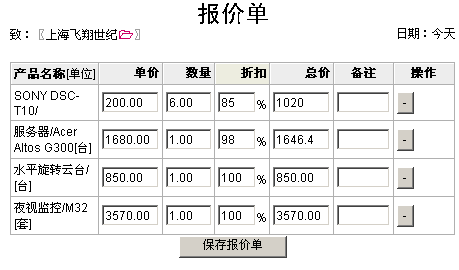 报价单
致：〖上海飞翔世纪〗 日期：今天
产品名称[单位] 单价 数量 折扣 总价 备注 操作
SONY DSC-
T10/ 200.00 6.00 85 % 1020 -
服务器/Acer
Altos G300[台] 1680.00 1.00 98 % 1646.4 -
水平旋转云台/
[台] 850.00 1.00 100 % 850.00 -
夜视监控/M32
[套] 3570.00 1.00 100 % 3570.00 -
保存报价单